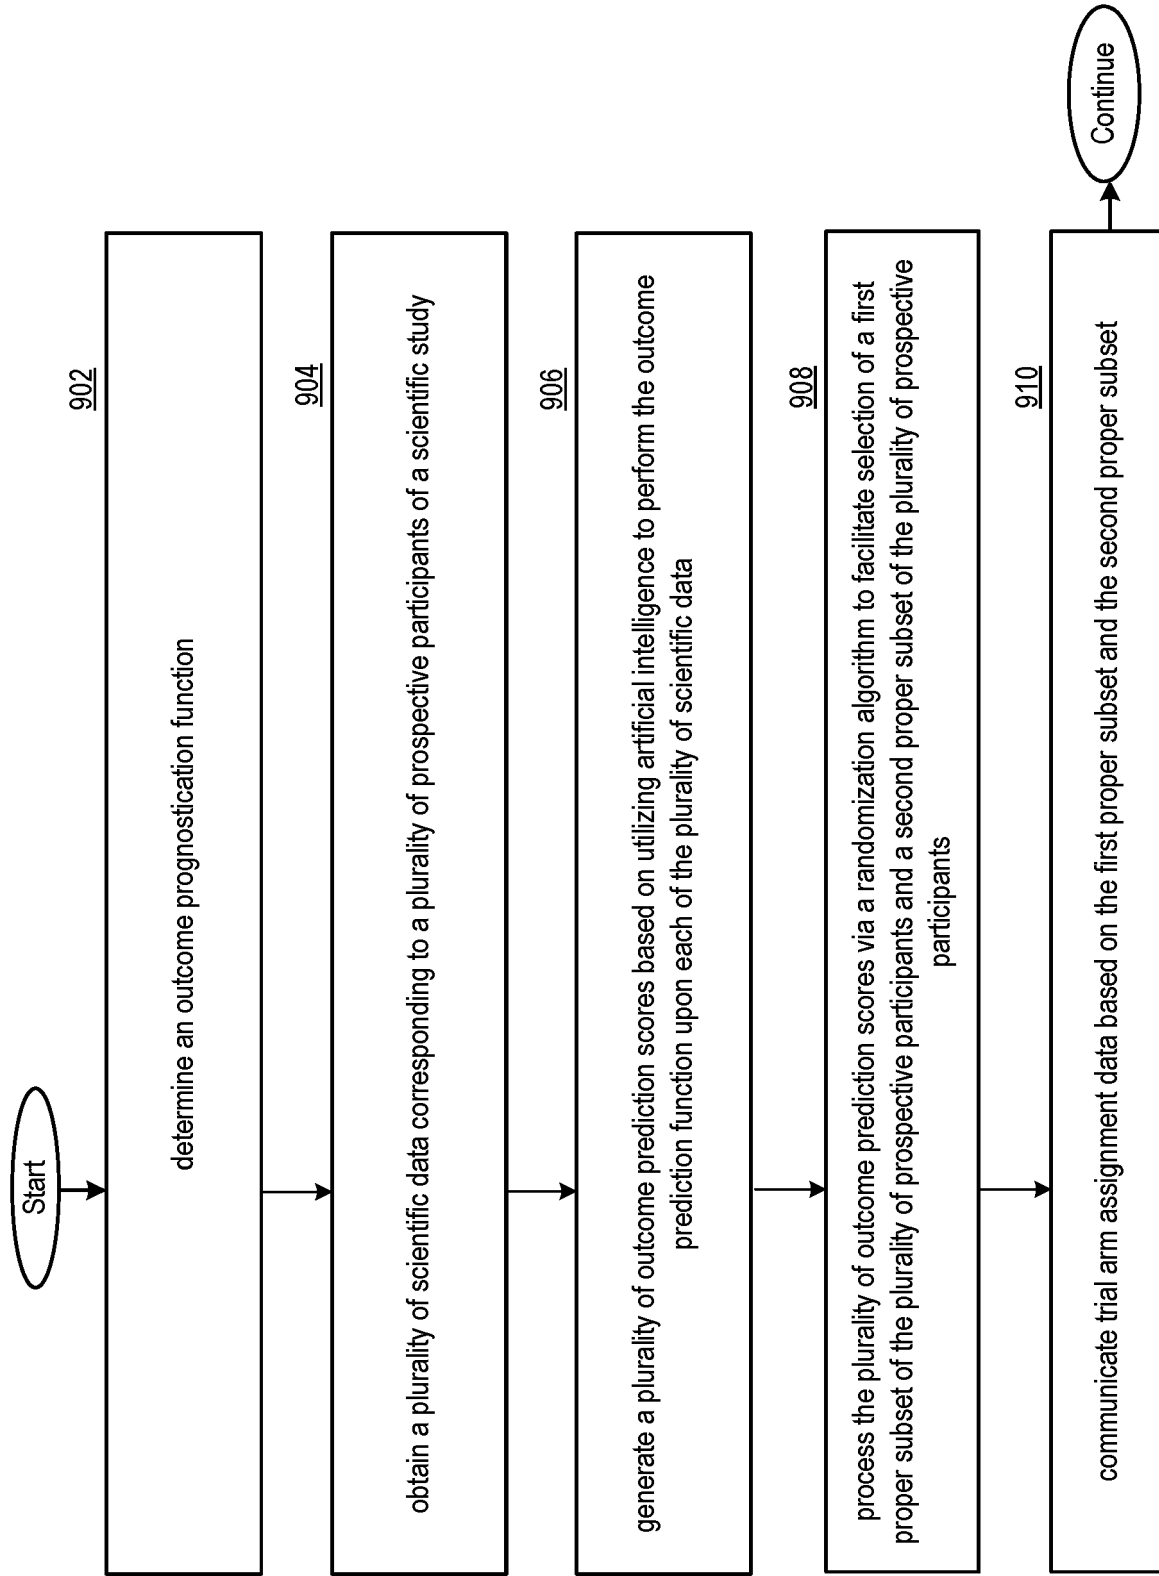 Start
902
determine an outcome prognostication function
904
obtain a plurality of scientific data corresponding to a plurality of prospective participants of a scientific study
906
generate a plurality of outcome prediction scores based on utilizing artificial intelligence to perform the outcome
prediction function upon each of the plurality of scientific data
908
process the plurality of outcome prediction scores via a randomization algorithm to facilitate selection of a first
proper subset of the plurality of prospective participants and a second proper subset of the plurality of prospective
participants
910
communicate trial arm assignment data based on the first proper subset and the second proper subset
Continue